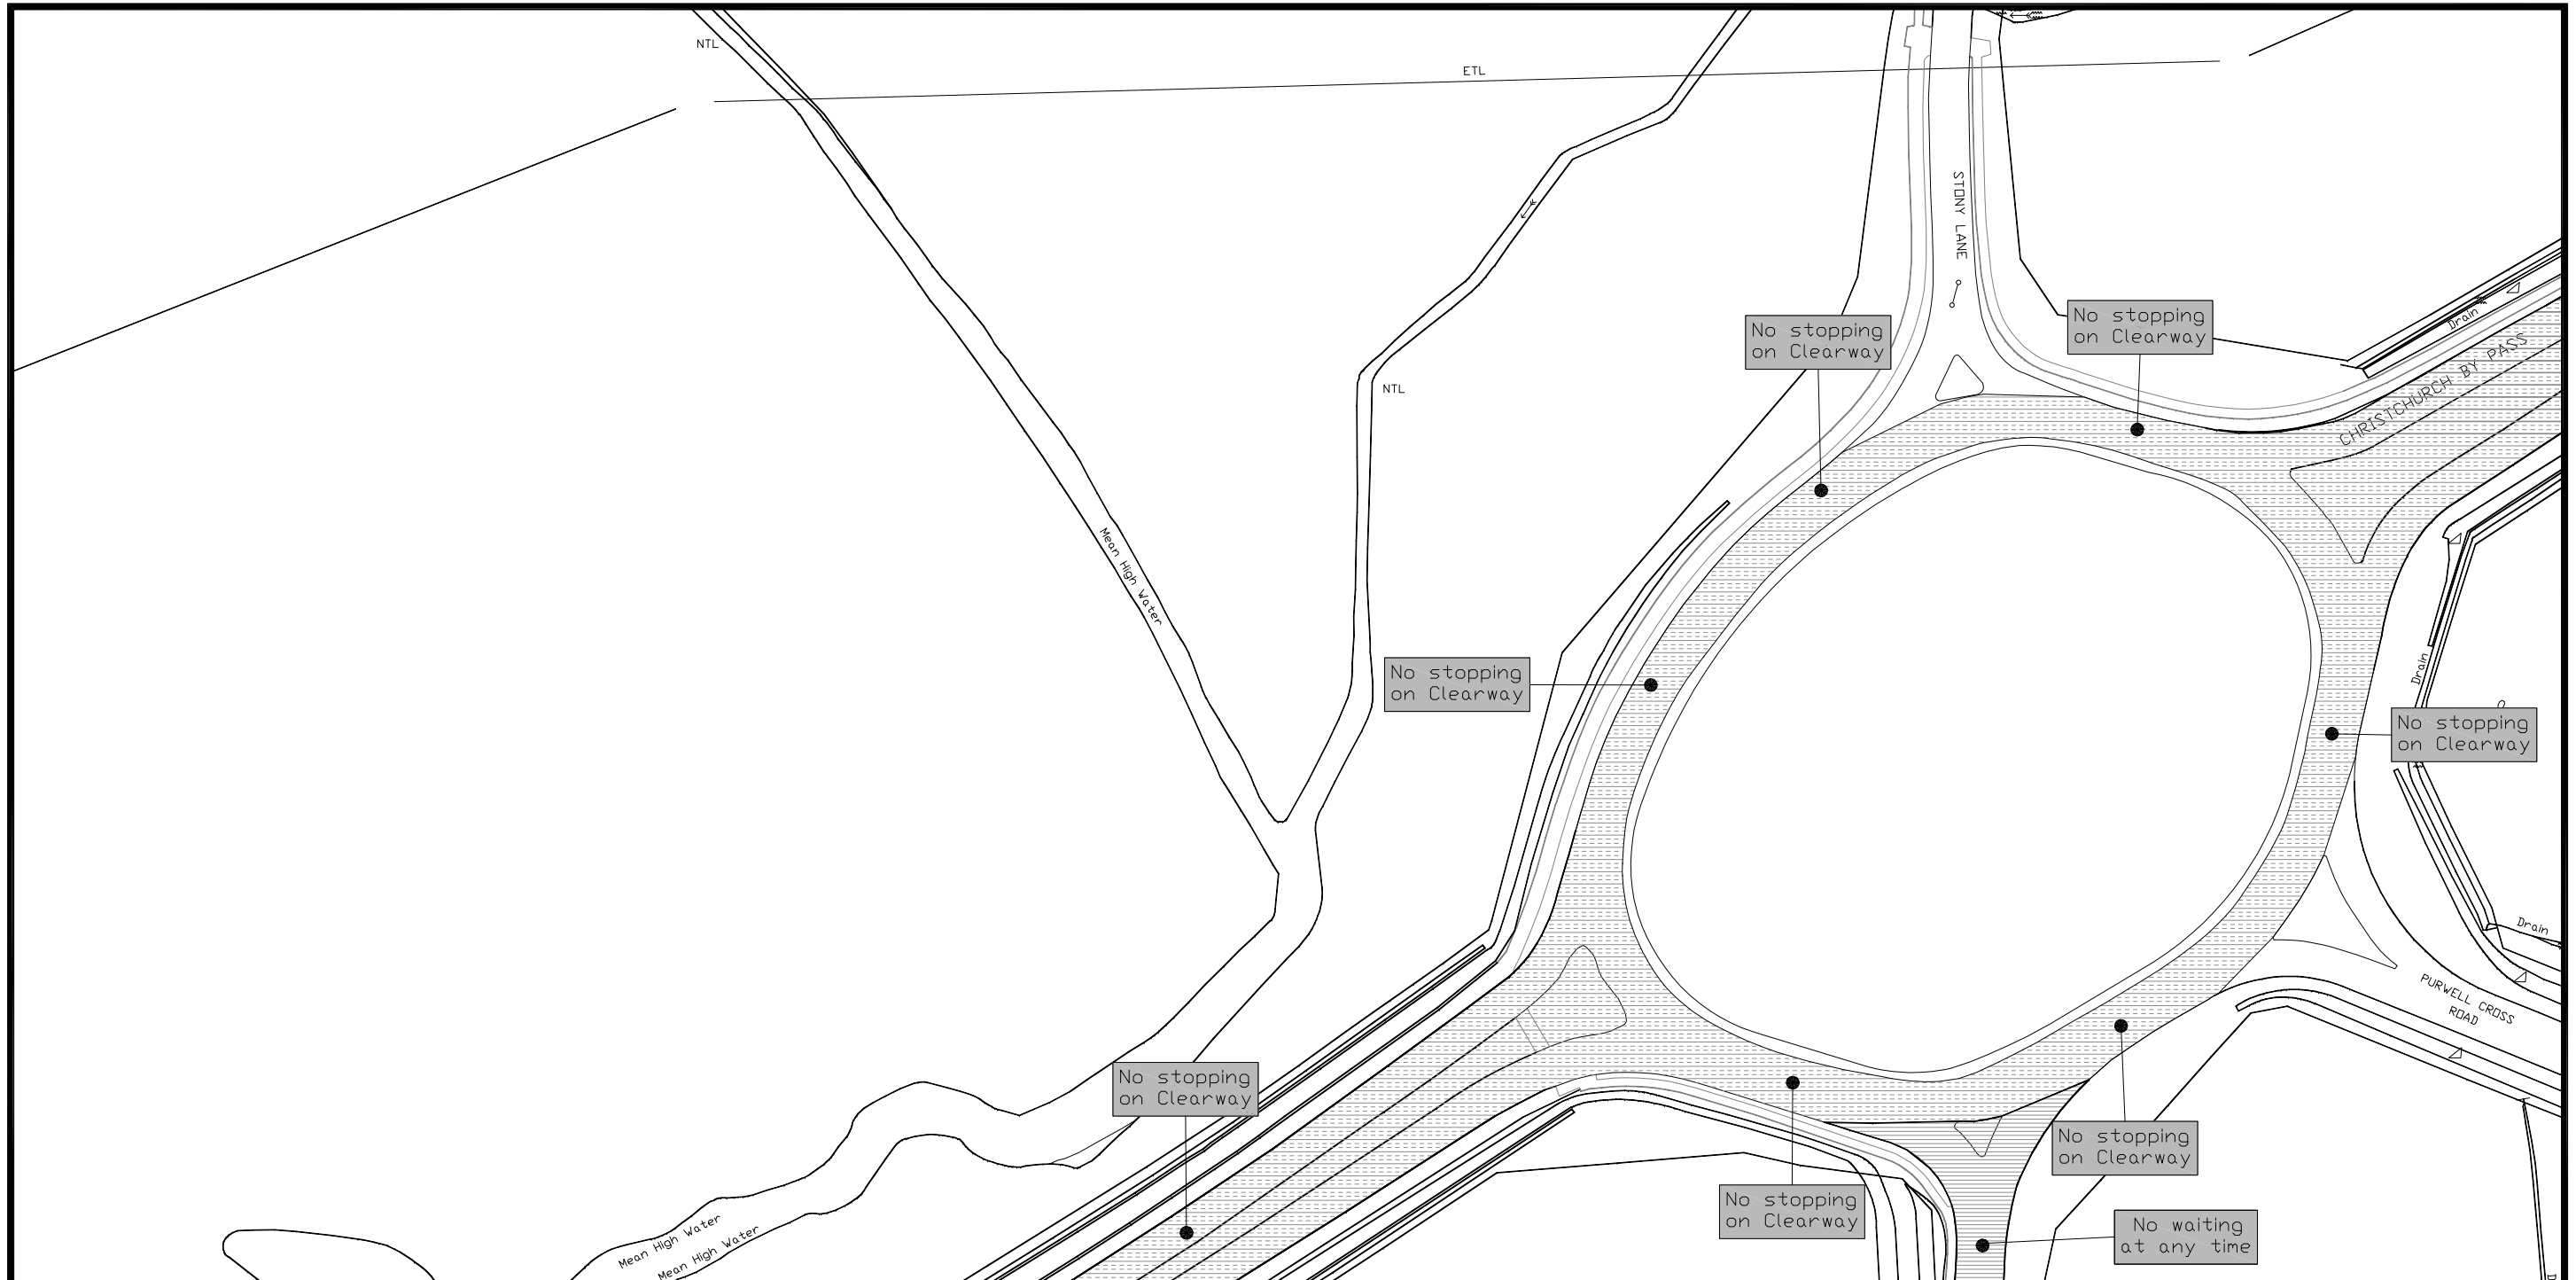 NTL
ETL
STONY LANE
No stopping
on Clearway
No stopping
on Clearway
Drain
CHRISTCHURCH BY PASS
NTL
Mean High Water
No stopping
on Clearway
Drain
No stopping
on Clearway
Drain
PURWELL CROSS
ROAD
No stopping
on Clearway
No stopping
on Clearway
No stopping
on Clearway
No waiting
at any time
Mean High Water
Mean High Water